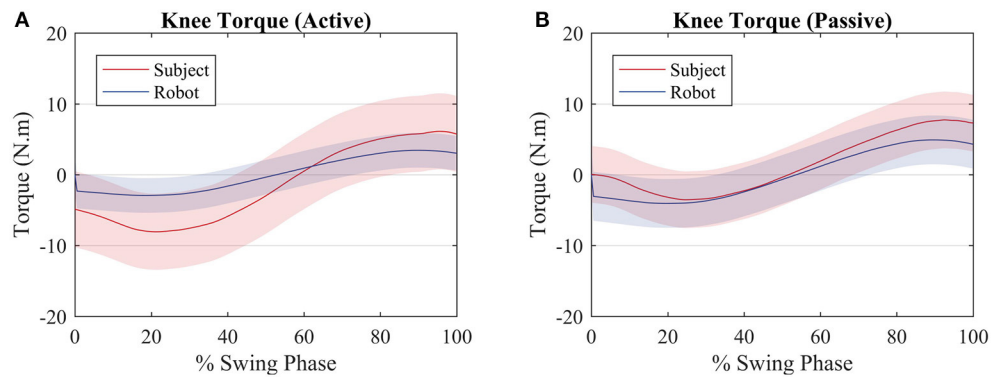 A
Knee Torque (Active)
Torque (N.m)
20
10
0
-10
-20
Subject
Robot
0
20
40
60
80
100
% Swing Phase
B
Knee Torque (Passive)
Torque (N.m)
20
10
0
-10
-20
Subject
Robot
0
20
40
60
80
100
% Swing Phase